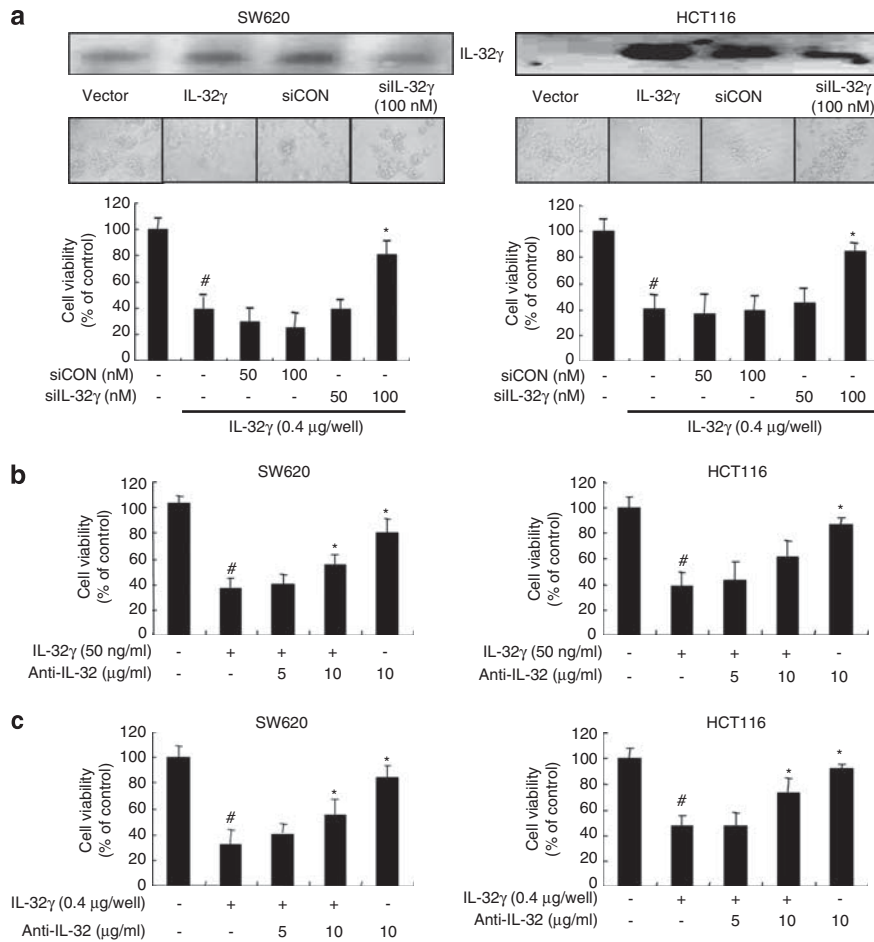 a
SW620
HCT116
IL-32γ
Vector IL-32γ siCON siIL-32γ (100 nM)
Vector IL-32γ siCON siIL-32γ (100 nM)
Cell viability (% of control)
120
100
80
60
40
20
0
#
*
siCON (nM) - - 50 100 - -
siIL-32γ (nM) - - - - 50 100
IL-32γ (0.4 μg/well)
Cell viability (% of control)
120
100
80
60
40
20
0
#
*
siCON (nM) - - 50 100 - -
siIL-32γ (nM) - - - - 50 100
IL-32γ (0.4 μg/well)
b
SW620
Cell viability (% of control)
120
100
80
60
40
20
0
#
*
*
IL-32γ (50 ng/ml) - + + + -
Anti-IL-32 (μg/ml) - - 5 10 10
HCT116
Cell viability (% of control)
120
100
80
60
40
20
0
#
*
IL-32γ (50 ng/ml) - + + + -
Anti-IL-32 (μg/ml) - - 5 10 10
c
SW620
Cell viability (% of control)
120
100
80
60
40
20
0
#
*
*
IL-32γ (0.4 μg/well) - + + + -
Anti-IL-32 (μg/ml) - - 5 10 10
HCT116
Cell viability (% of control)
120
100
80
60
40
20
0
#
*
*
IL-32γ (0.4 μg/well) - + + + -
Anti-IL-32 (μg/ml) - - 5 10 10